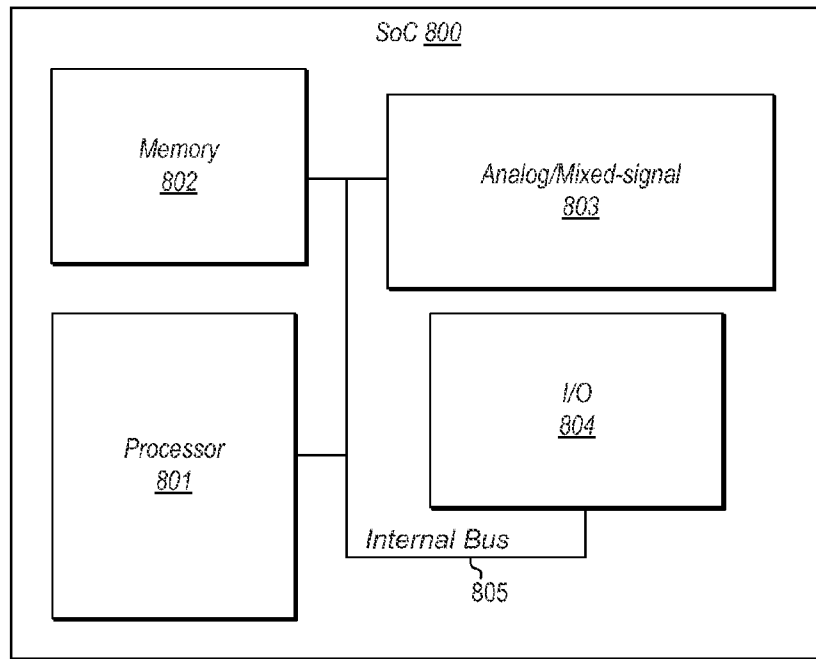 SoC 800
Memory
802
Analog/Mixed-signal
803
Processor
801
I/O
804
Internal Bus
805